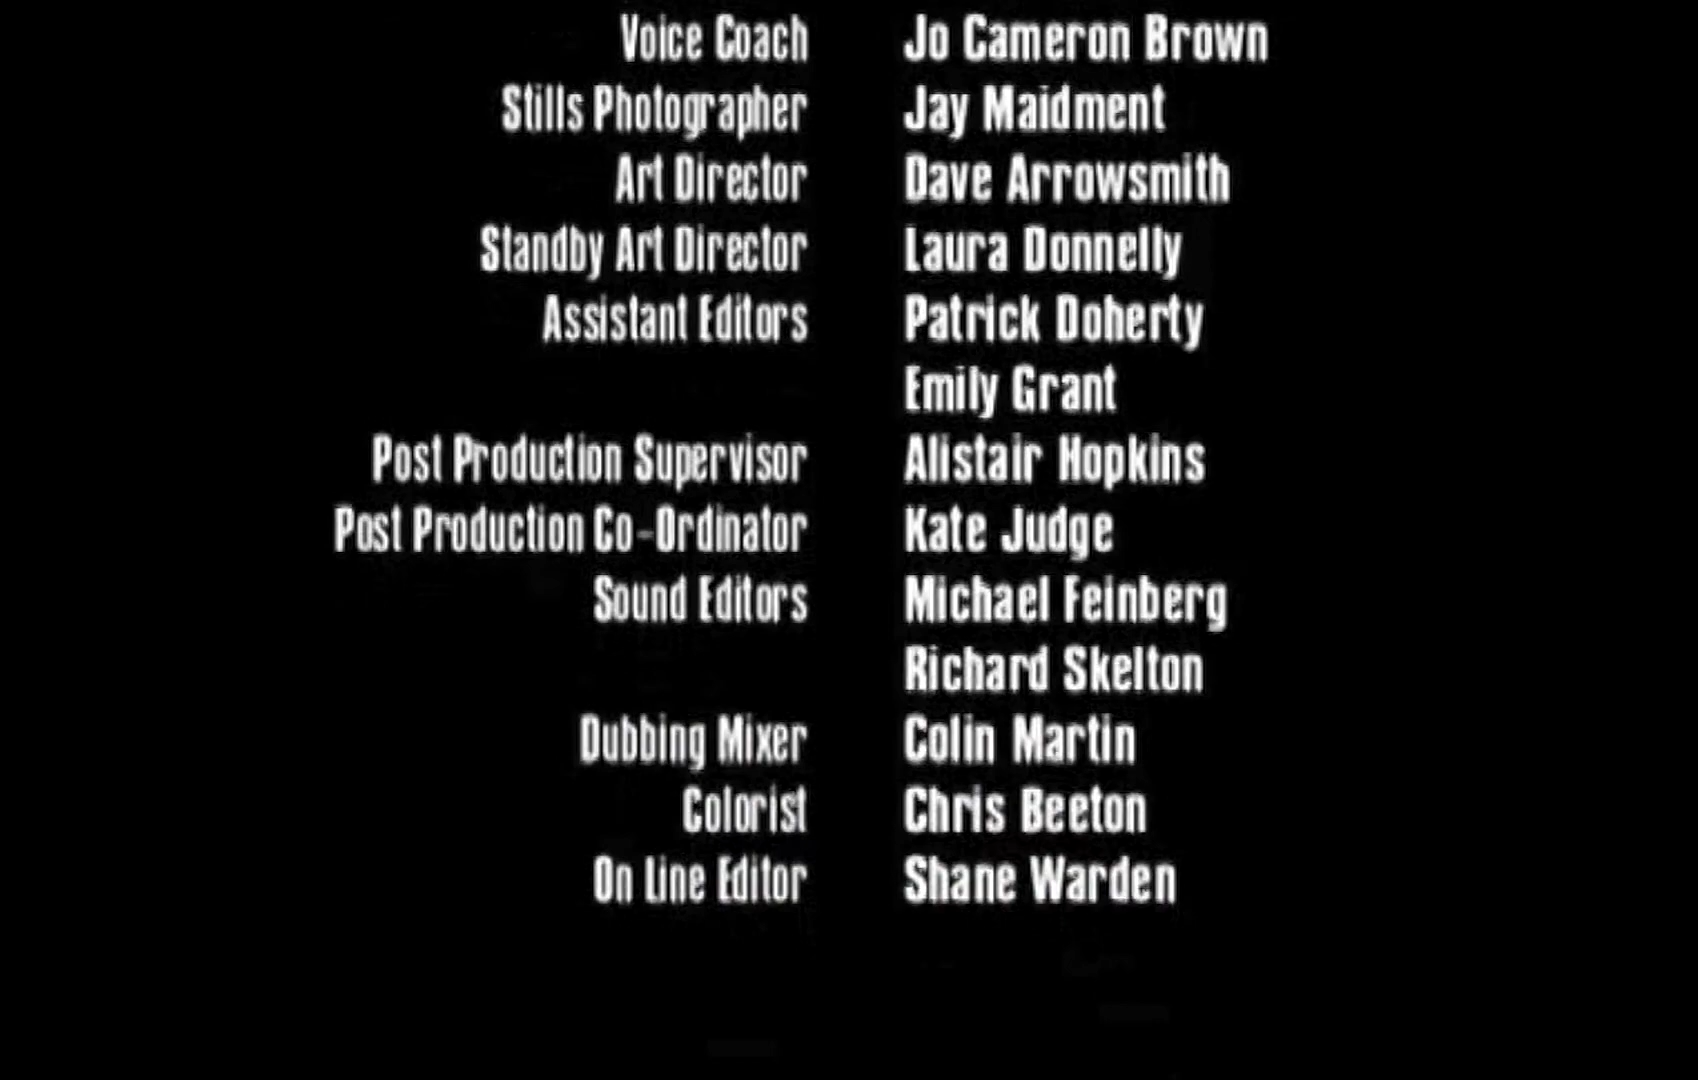 Voice Coach Jo Cameron Brown
Stills Photographer Jay Maidment
Art Director Dave Arrowsmith
Standby Art Director Laura Donnelly
Assistant Editors Patrick Doherty
Emily Grant
Post Production Supervisor Alistair Hopkins
Post Production Co-Ordinator Kate Judge
Sound Editors Michael Feinberg
Richard Skelton
Dubbing Mixer Colin Martin
Colorist Chris Beeton
On Line Editor Shane Warden